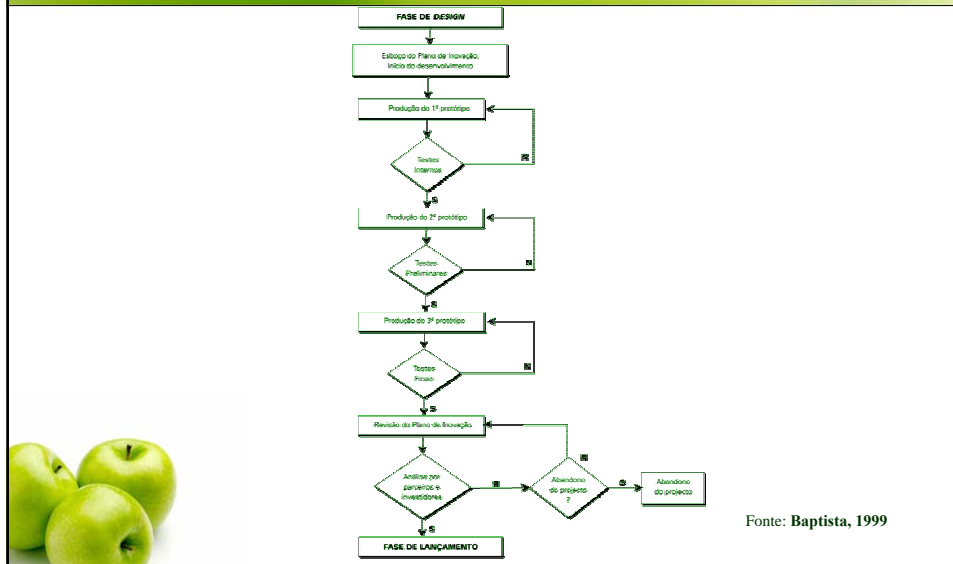 FASE DE DESIGN
Esboço do Plano de Inovação;
Início do desenvolvimento
Produção do 1º protótipo
Testes
Internos
N
S
Produção do 2º protótipo
Testes
Preliminares
N
S
Produção do 3º protótipo
Testes
Finais
N
S
Revisão do Plano de Inovação
Análise por
parceiros e
investidores
N
Abandono
do projecto
?
N
S
Abandono
do projecto
S
FASE DE LANÇAMENTO
Fonte: Baptista, 1999